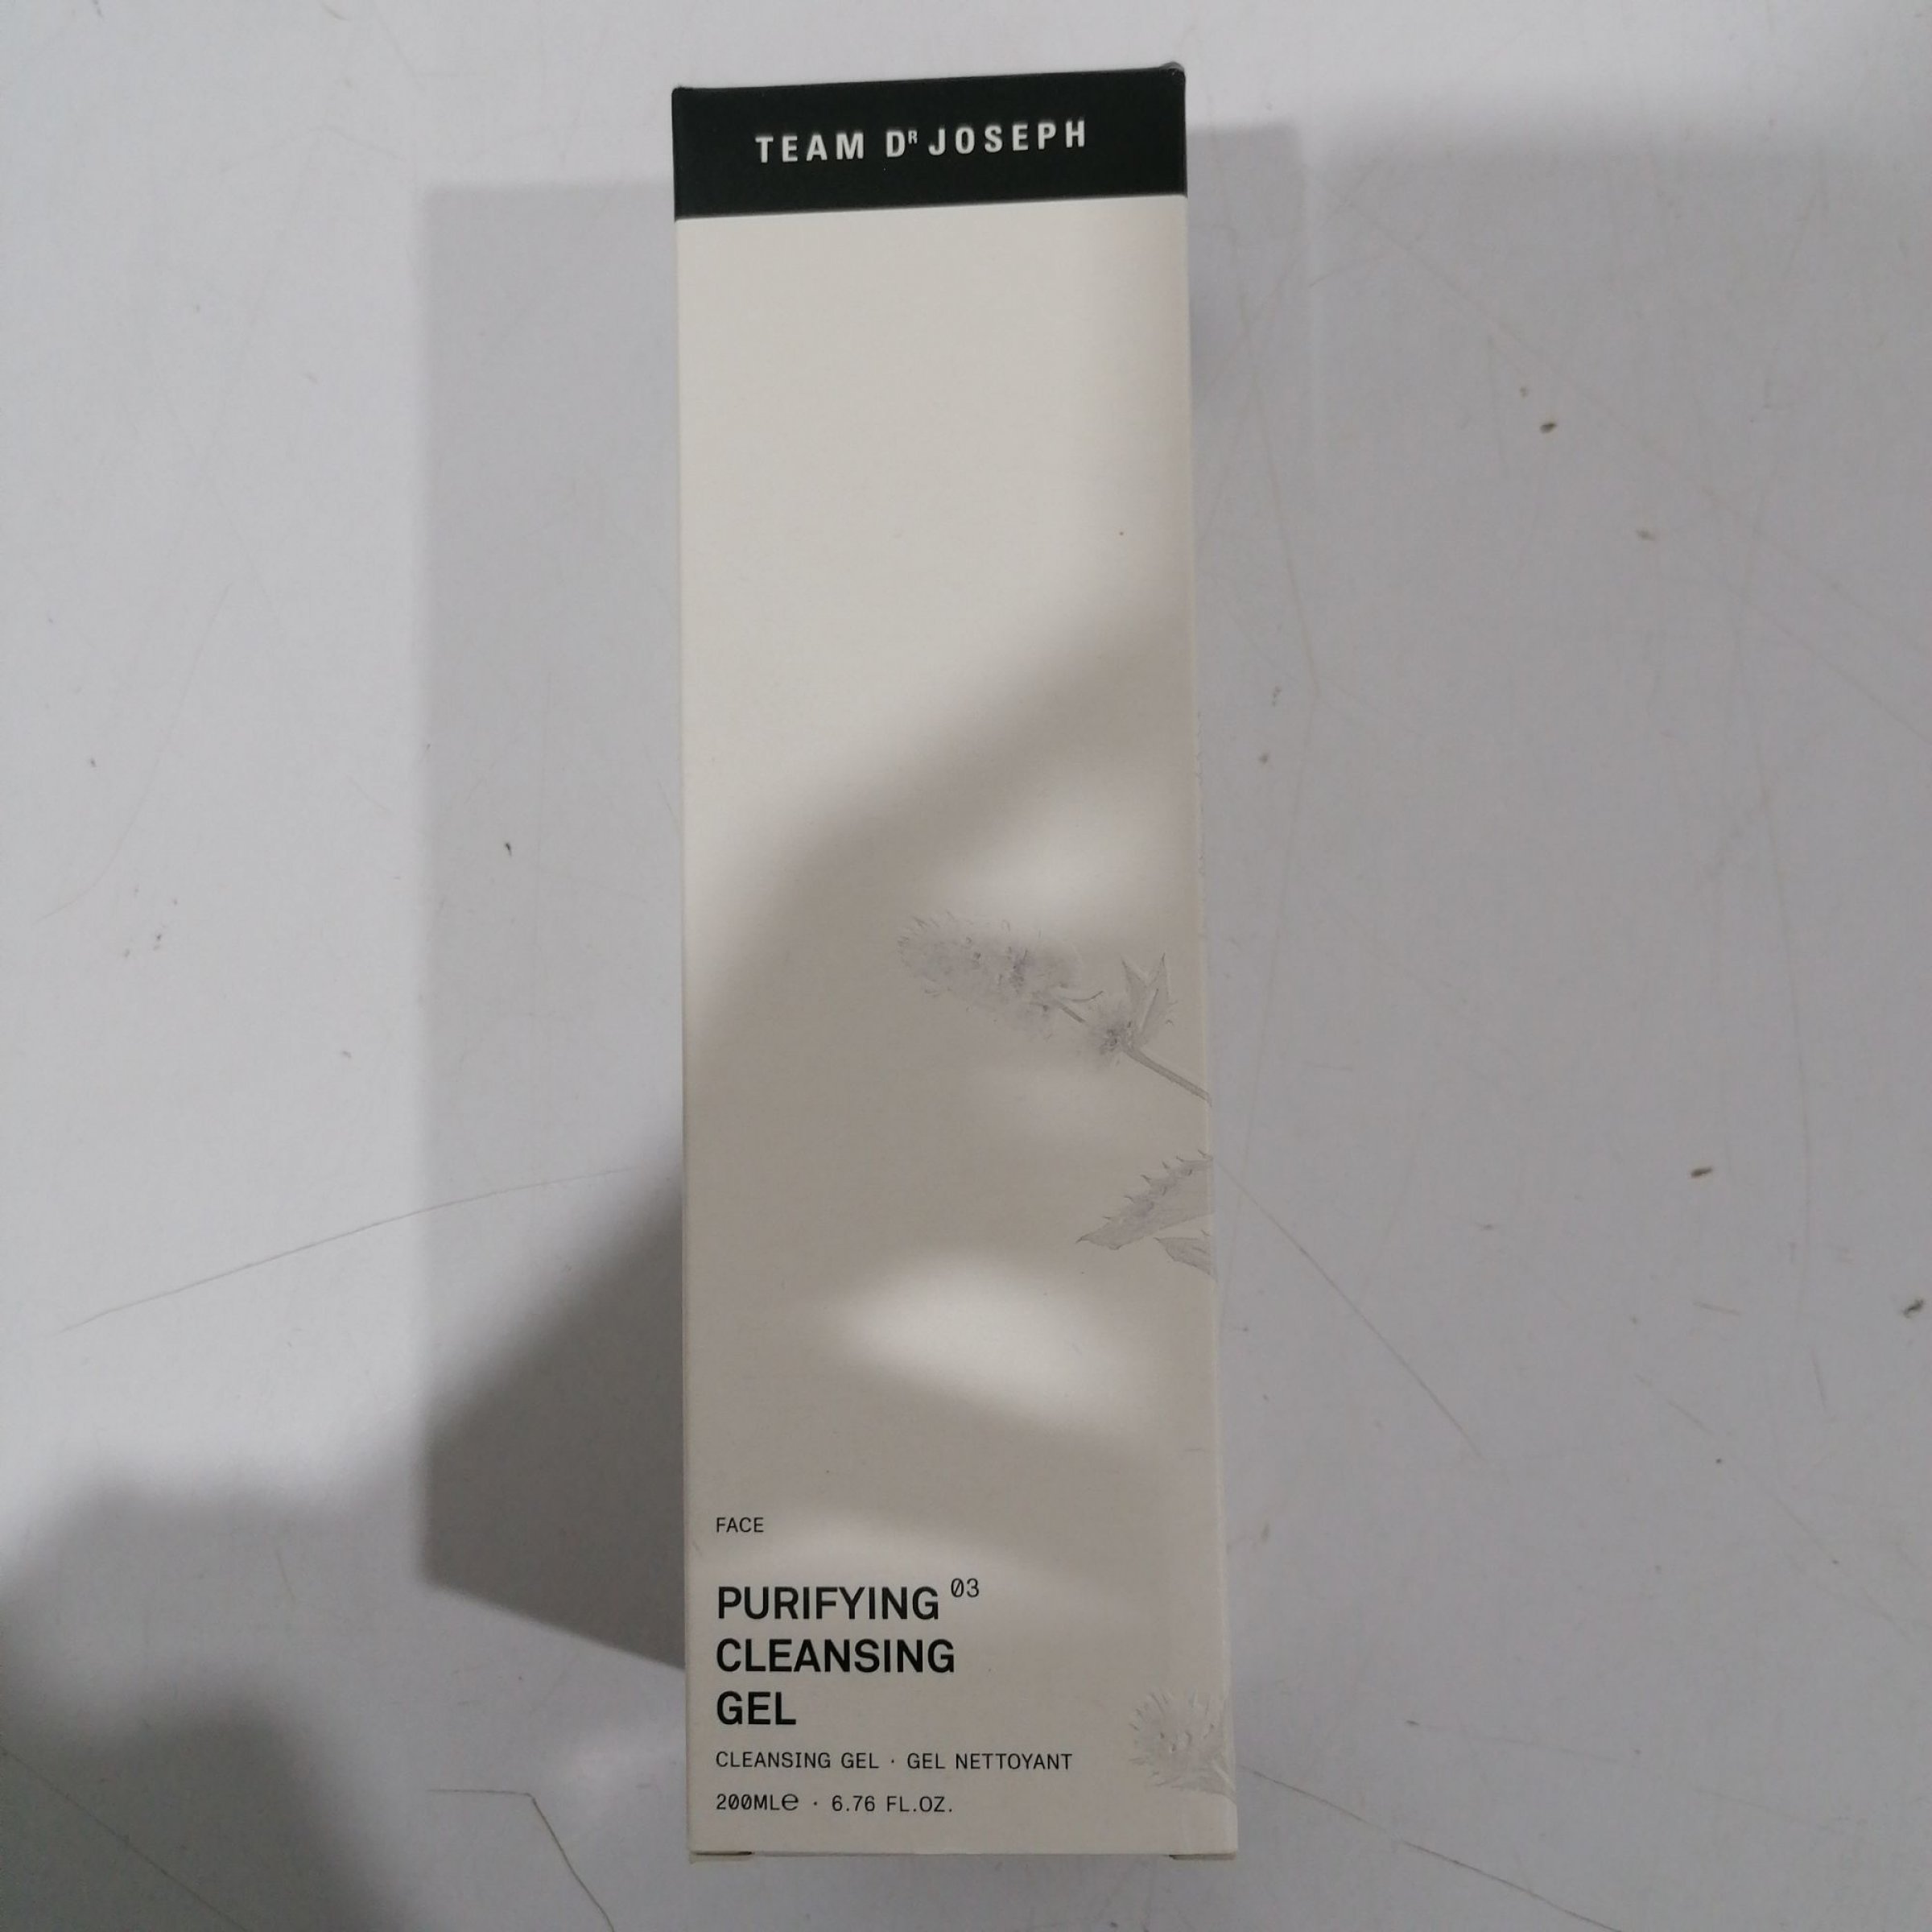 TEAM DR JOSEPH
FACE
PURIFYING 03
CLEANSING
GEL
CLEANSING GEL · GEL NETTOYANT
200ML℮ · 6.76 FL.OZ.